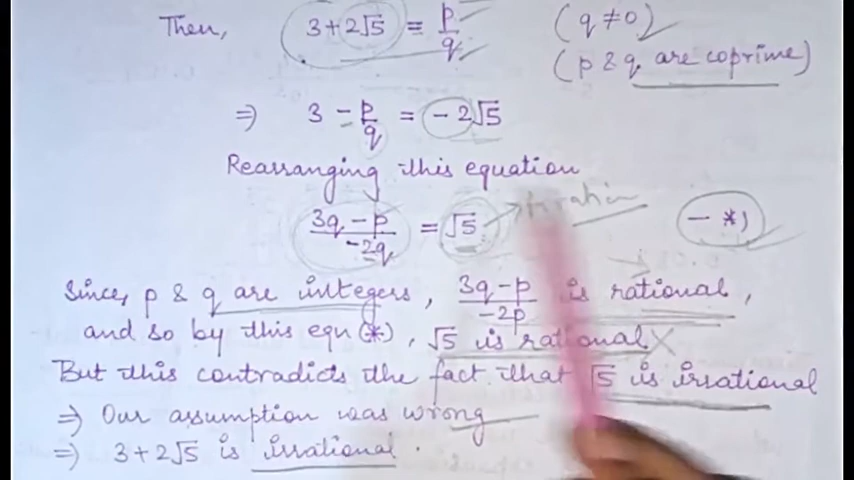 Then, 3+2√5 = p/q (q ≠ 0)
(p & q are coprime)
⇒ 3 - p/q = -2√5
Rearranging this equation
(3q - p)/(-2q) = √5 - *)
Since, p & q are integers, (3q-p)/(-2p) is rational,
and so by this eqn (*), √5 is rational
But this contradicts the fact that √5 is irrational
⇒ Our assumption was wrong
⇒ 3+2√5 is irrational.